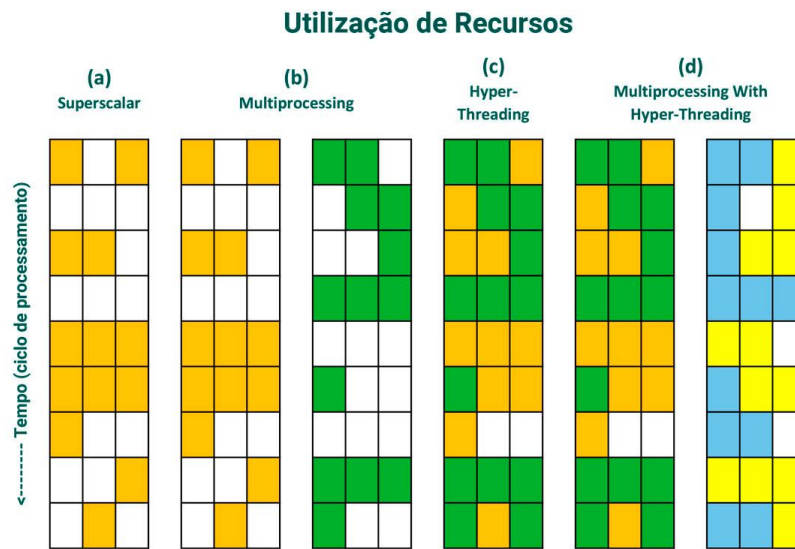 Utilização de Recursos
(a)
Superscalar
(b)
Multiprocessing
(c)
Hyper-
Threading
(d)
Multiprocessing With
Hyper-Threading
<-------- Tempo (ciclo de processamento)